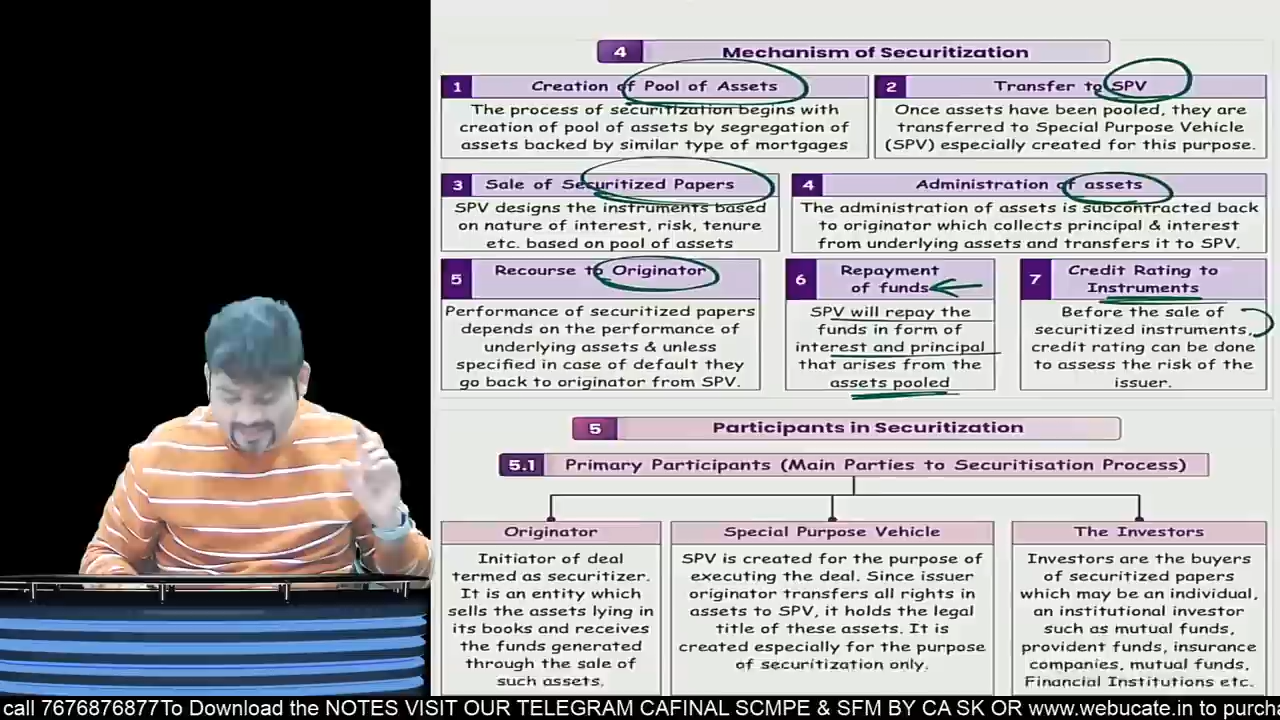 4 Mechanism of Securitization
1 Creation of Pool of Assets
The process of securitization begins with
creation of pool of assets by segregation of
assets backed by similar type of mortgages
2 Transfer to SPV
Once assets have been pooled, they are
transferred to Special Purpose Vehicle
(SPV) especially created for this purpose.
3 Sale of Securitized Papers
SPV designs the instruments based
on nature of interest, risk, tenure
etc. based on pool of assets
4 Administration of assets
The administration of assets is subcontracted back
to originator which collects principal & interest
from underlying assets and transfers it to SPV.
5 Recourse to Originator
Performance of securitized papers
depends on the performance of
underlying assets & unless
specified in case of default they
go back to originator from SPV.
6 Repayment
of funds
SPV will repay the
funds in form of
interest and principal
that arises from the
assets pooled
7 Credit Rating to
Instruments
Before the sale of
securitized instruments,
credit rating can be done
to assess the risk of the
issuer.
5 Participants in Securitization
5.1 Primary Participants (Main Parties to Securitisation Process)
Originator
Initiator of deal
termed as securitizer.
It is an entity which
sells the assets lying in
its books and receives
the funds generated
through the sale of
such assets.
Special Purpose Vehicle
SPV is created for the purpose of
executing the deal. Since issuer
originator transfers all rights in
assets to SPV, it holds the legal
title of these assets. It is
created especially for the purpose
of securitization only.
The Investors
Investors are the buyers
of securitized papers
which may be an individual,
an institutional investor
such as mutual funds,
provident funds, insurance
companies, mutual funds,
Financial Institutions etc.
call 7676876877To Download the NOTES VISIT OUR TELEGRAM CAFINAL SCMPE & SFM BY CA SK OR www.webucate.in to purcha